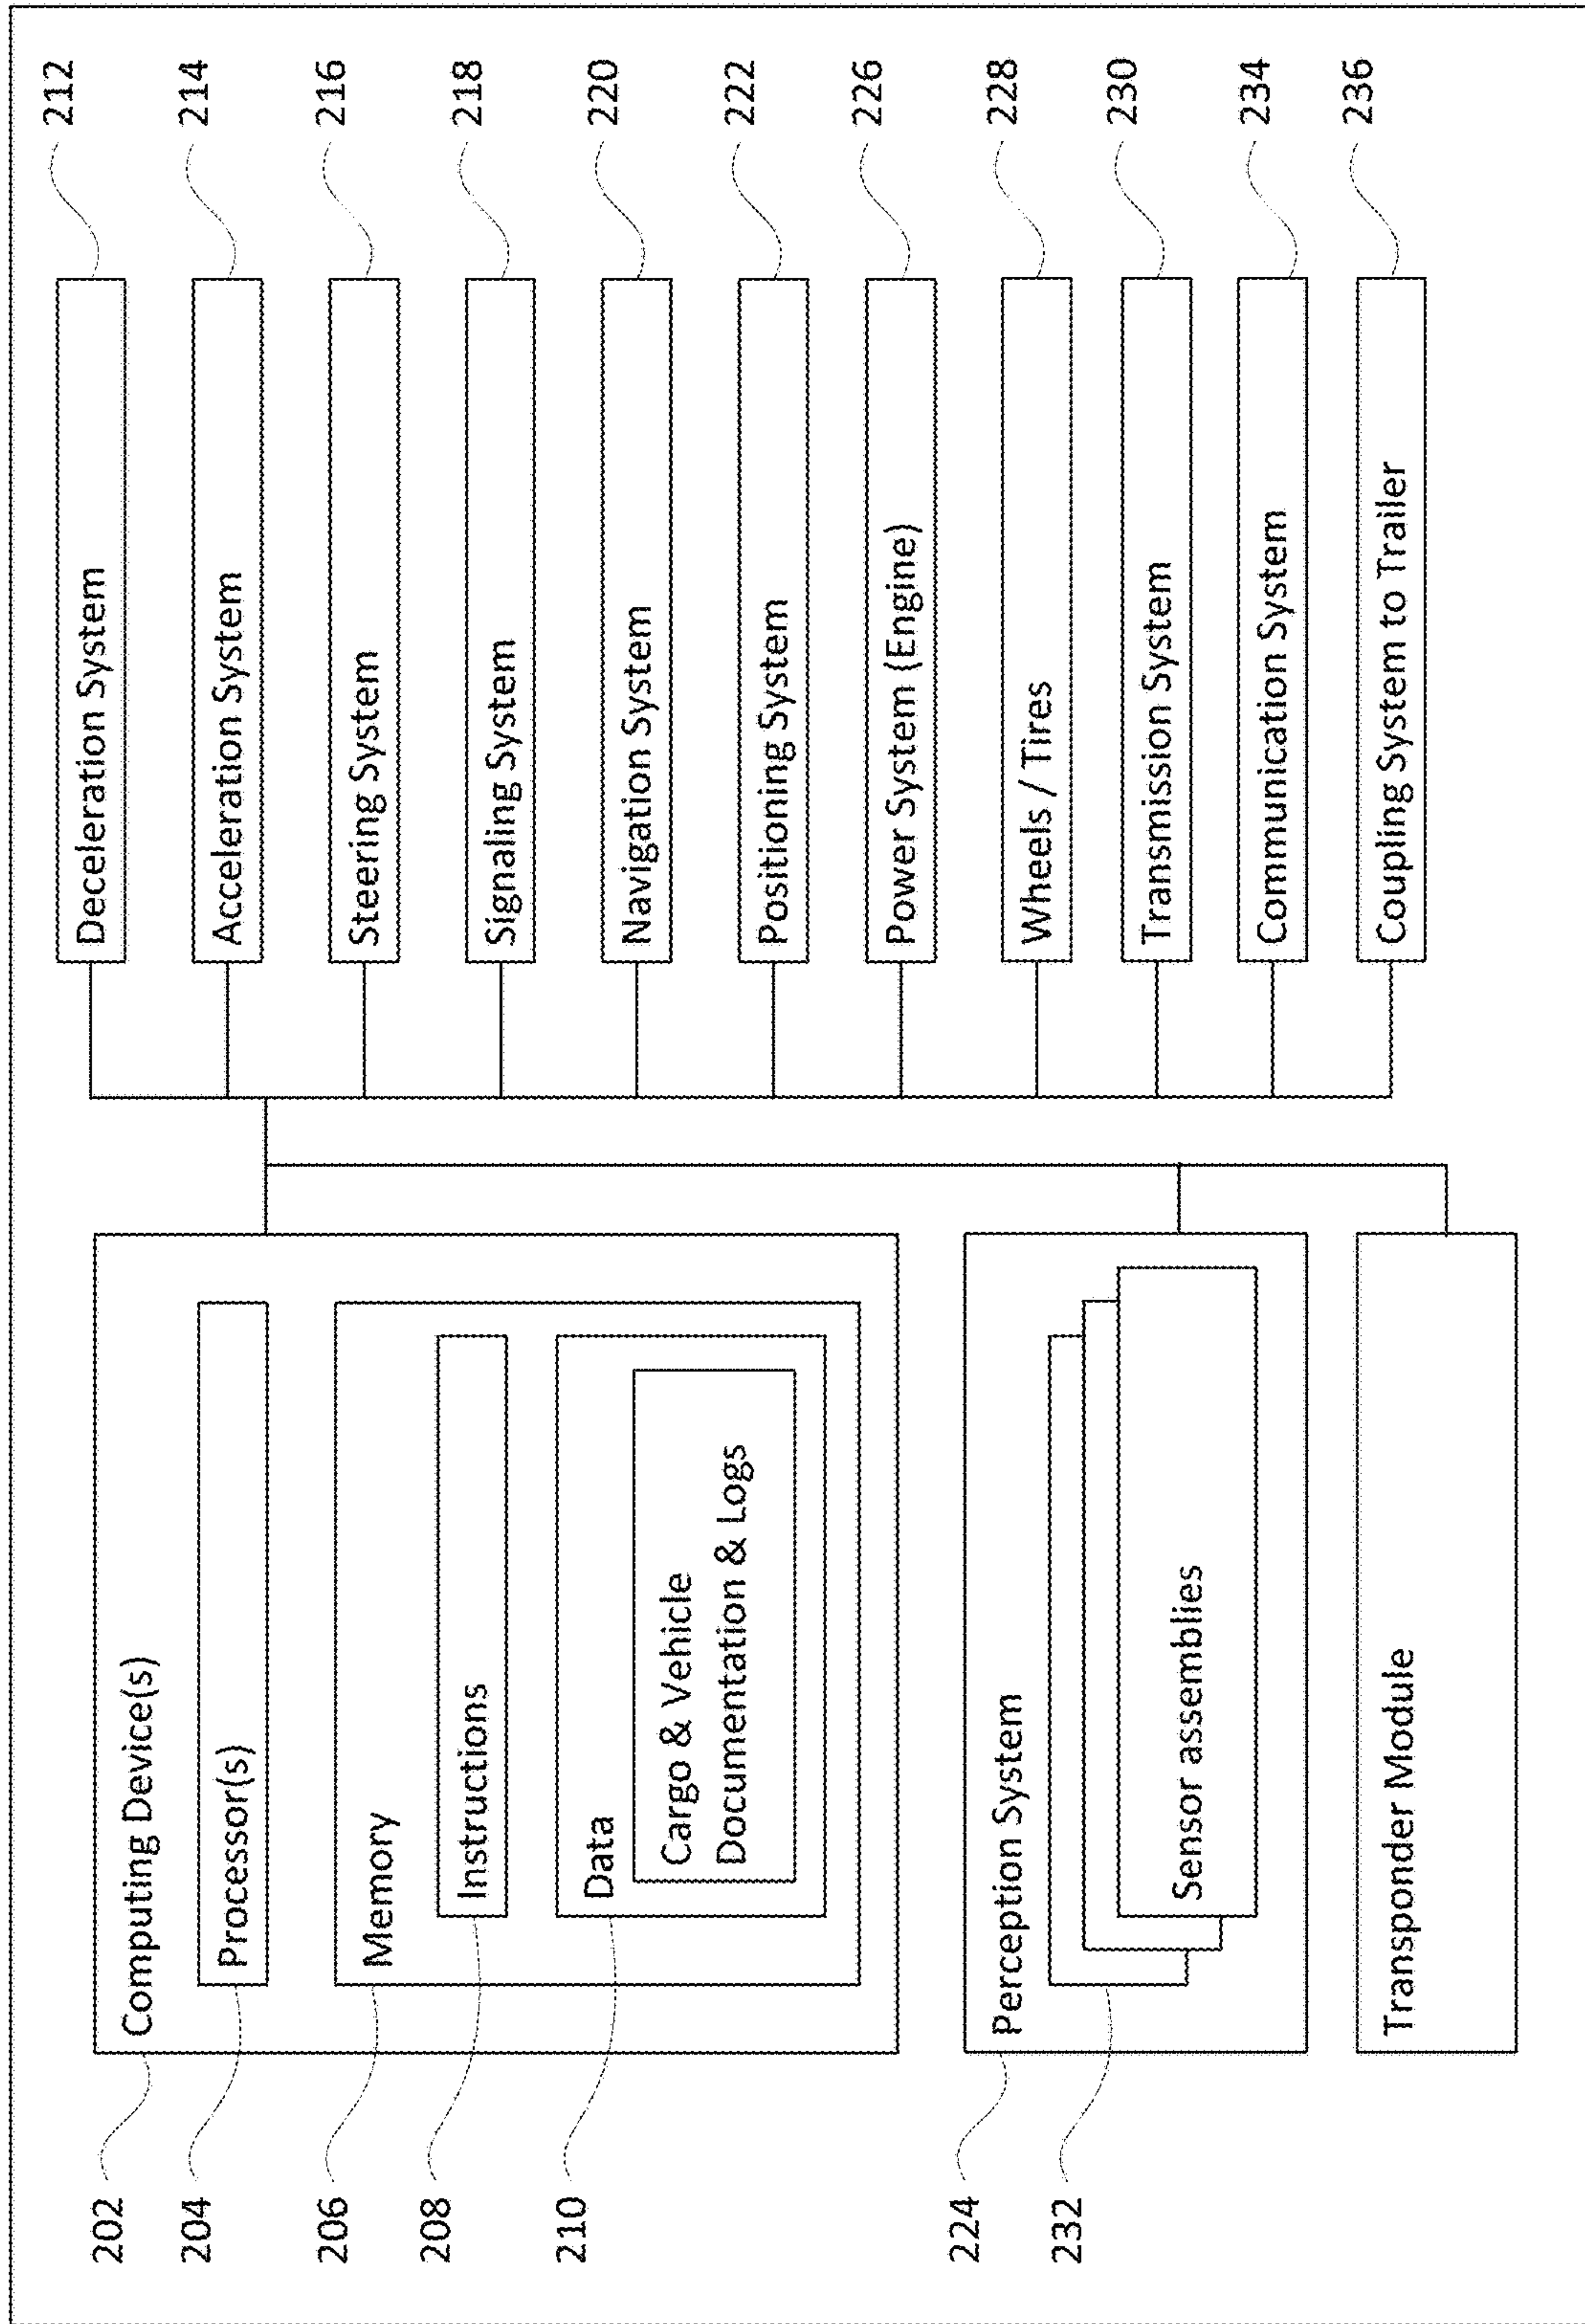 202
Computing Device(s)
204
Processor(s)
206
Memory
208
Instructions
210
Data
Cargo & Vehicle
Documentation & Logs
224
Perception System
232
Sensor assemblies
Transponder Module
Deceleration System
212
Acceleration System
214
Steering System
216
Signaling System
218
Navigation System
220
Positioning System
222
Power System (Engine)
226
Wheels / Tires
228
Transmission System
230
Communication System
234
Coupling System to Trailer
236